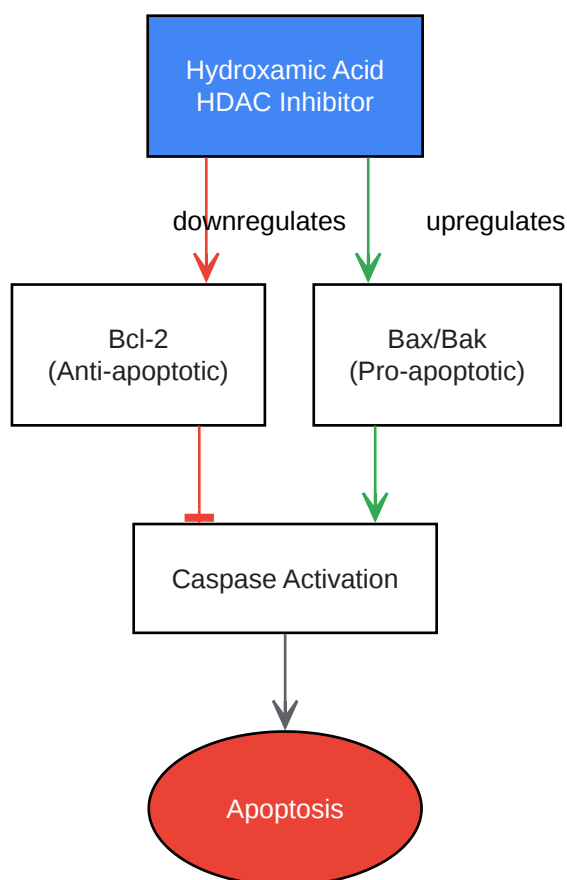 Hydroxamic Acid
HDAC Inhibitor
downregulates
upregulates
Bcl-2
(Anti-apoptotic)
Bax/Bak
(Pro-apoptotic)
Caspase Activation
Apoptosis